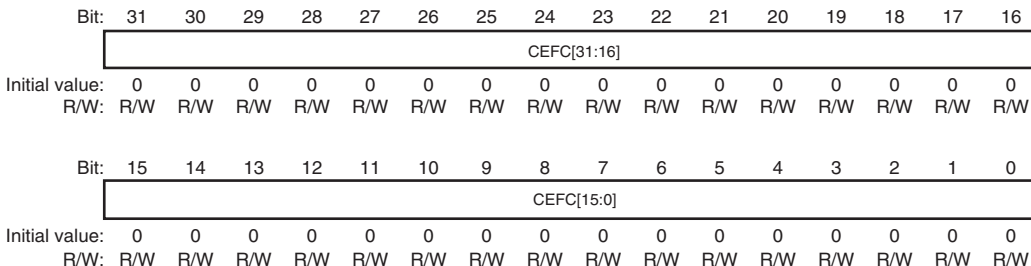 Bit: 31 30 29 28 27 26 25 24 23 22 21 20 19 18 17 16
CEFC[31:16]
Initial value: 0 0 0 0 0 0 0 0 0 0 0 0 0 0 0 0
R/W: R/W R/W R/W R/W R/W R/W R/W R/W R/W R/W R/W R/W R/W R/W R/W R/W
Bit: 15 14 13 12 11 10 9 8 7 6 5 4 3 2 1 0
CEFC[15:0]
Initial value: 0 0 0 0 0 0 0 0 0 0 0 0 0 0 0 0
R/W: R/W R/W R/W R/W R/W R/W R/W R/W R/W R/W R/W R/W R/W R/W R/W R/W